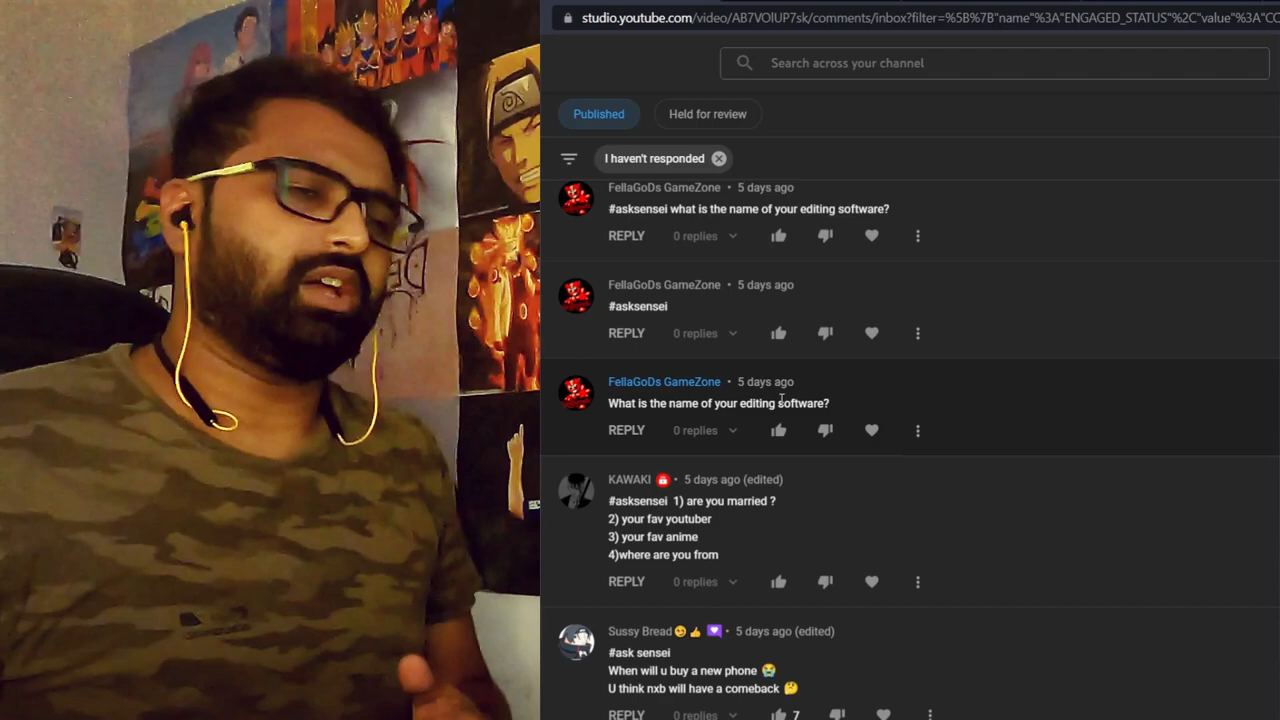 studio.youtube.com/video/AB7VOlUP7sk/comments/inbox?filter=%5B%7B"name"%3A"ENGAGED_STATUS"%2C"value"%3A"CO
Search across your channel
Published
Held for review
I haven't responded
FellaGoDs GameZone • 5 days ago
#asksensei what is the name of your editing software?
REPLY 0 replies
FellaGoDs GameZone • 5 days ago
#asksensei
REPLY 0 replies
FellaGoDs GameZone • 5 days ago
What is the name of your editing software?
REPLY 0 replies
KAWAKI • 5 days ago (edited)
#asksensei 1) are you married ?
2) your fav youtuber
3) your fav anime
4)where are you from
REPLY 0 replies
Sussy Bread😏👍 • 5 days ago (edited)
#ask sensei
When will u buy a new phone 😭
U think nxb will have a comeback 🤔
REPLY 0 replies 7